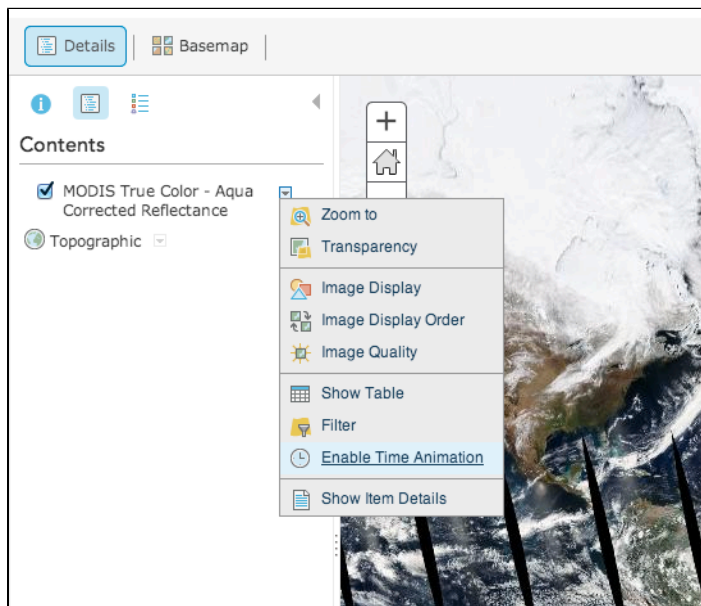 Details
Basemap
Contents
MODIS True Color - Aqua
Corrected Reflectance
Topographic
Zoom to
Transparency
Image Display
Image Display Order
Image Quality
Show Table
Filter
Enable Time Animation
Show Item Details